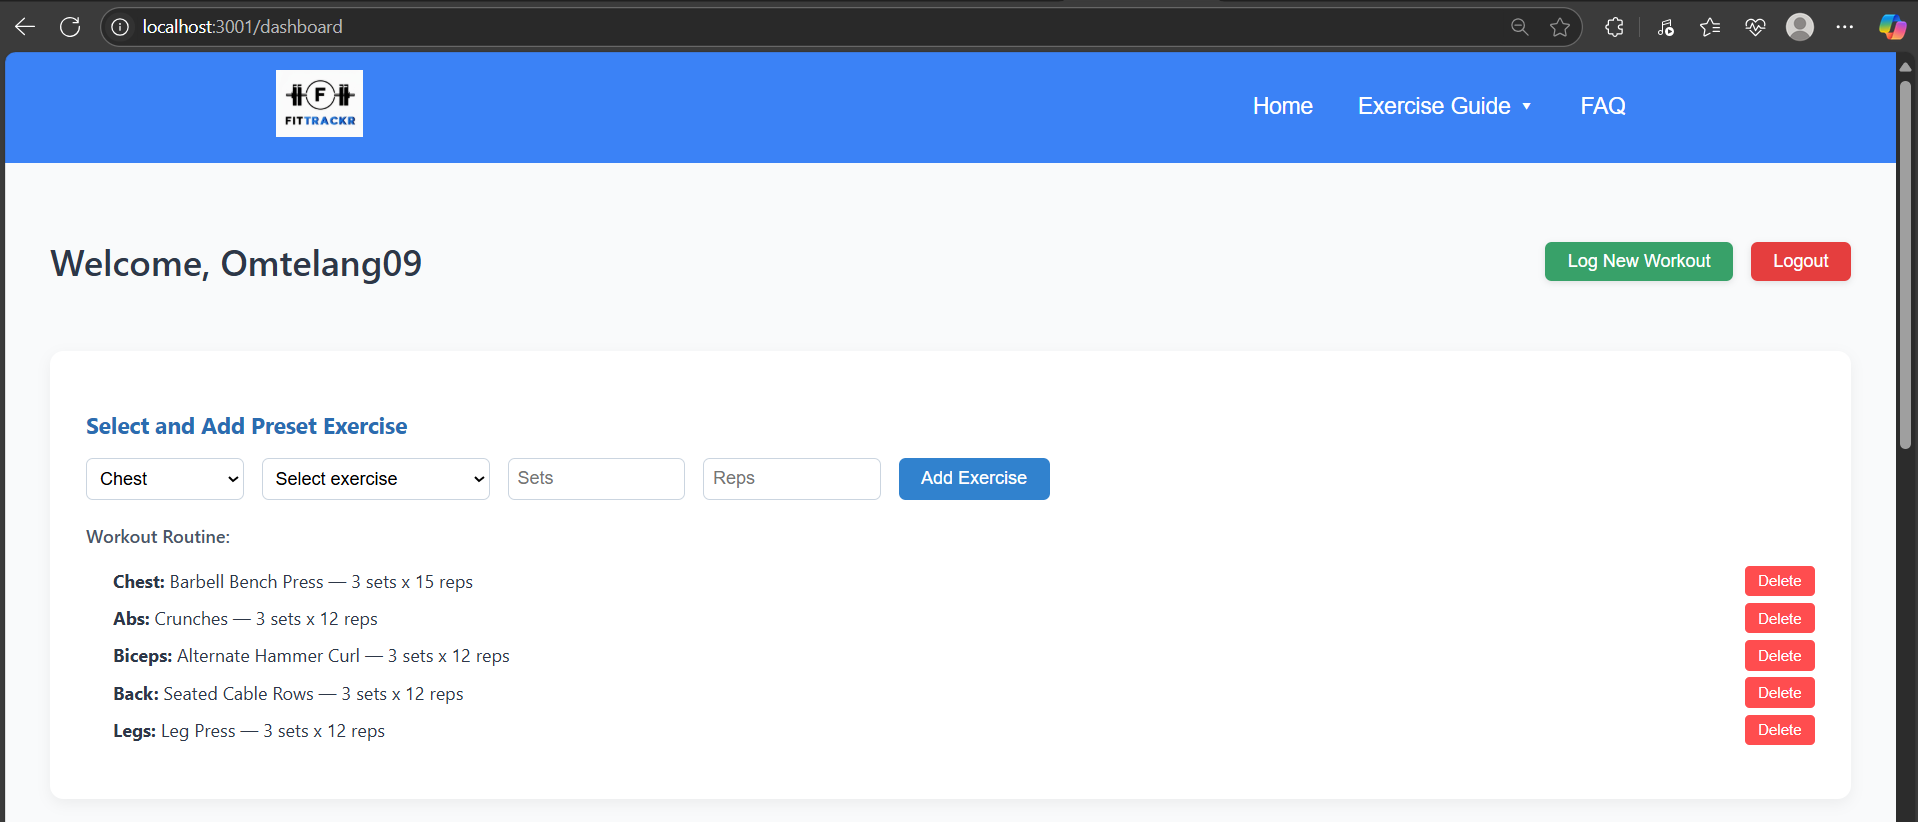 localhost:3001/dashboard
F
FITTRACKR
Home Exercise Guide FAQ
Welcome, Omtelang09
Log New Workout Logout
Select and Add Preset Exercise
Chest Select exercise Sets Reps Add Exercise
Workout Routine:
Chest: Barbell Bench Press — 3 sets x 15 reps Delete
Abs: Crunches — 3 sets x 12 reps Delete
Biceps: Alternate Hammer Curl — 3 sets x 12 reps Delete
Back: Seated Cable Rows — 3 sets x 12 reps Delete
Legs: Leg Press — 3 sets x 12 reps Delete